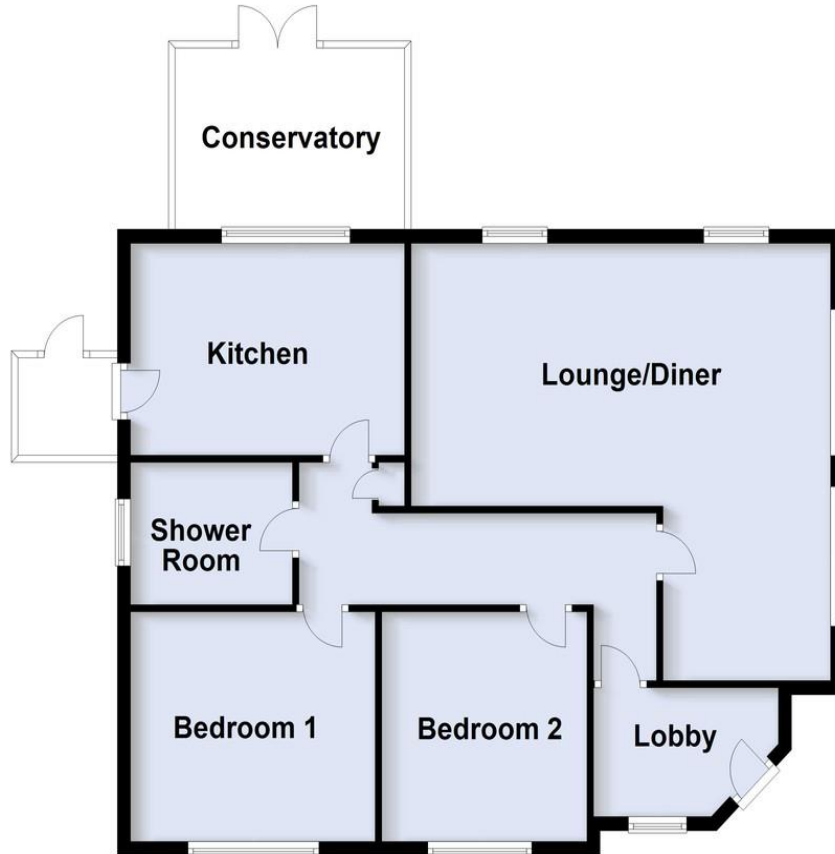 Conservatory
Kitchen
Lounge/Diner
Shower
Room
Bedroom 1
Bedroom 2
Lobby